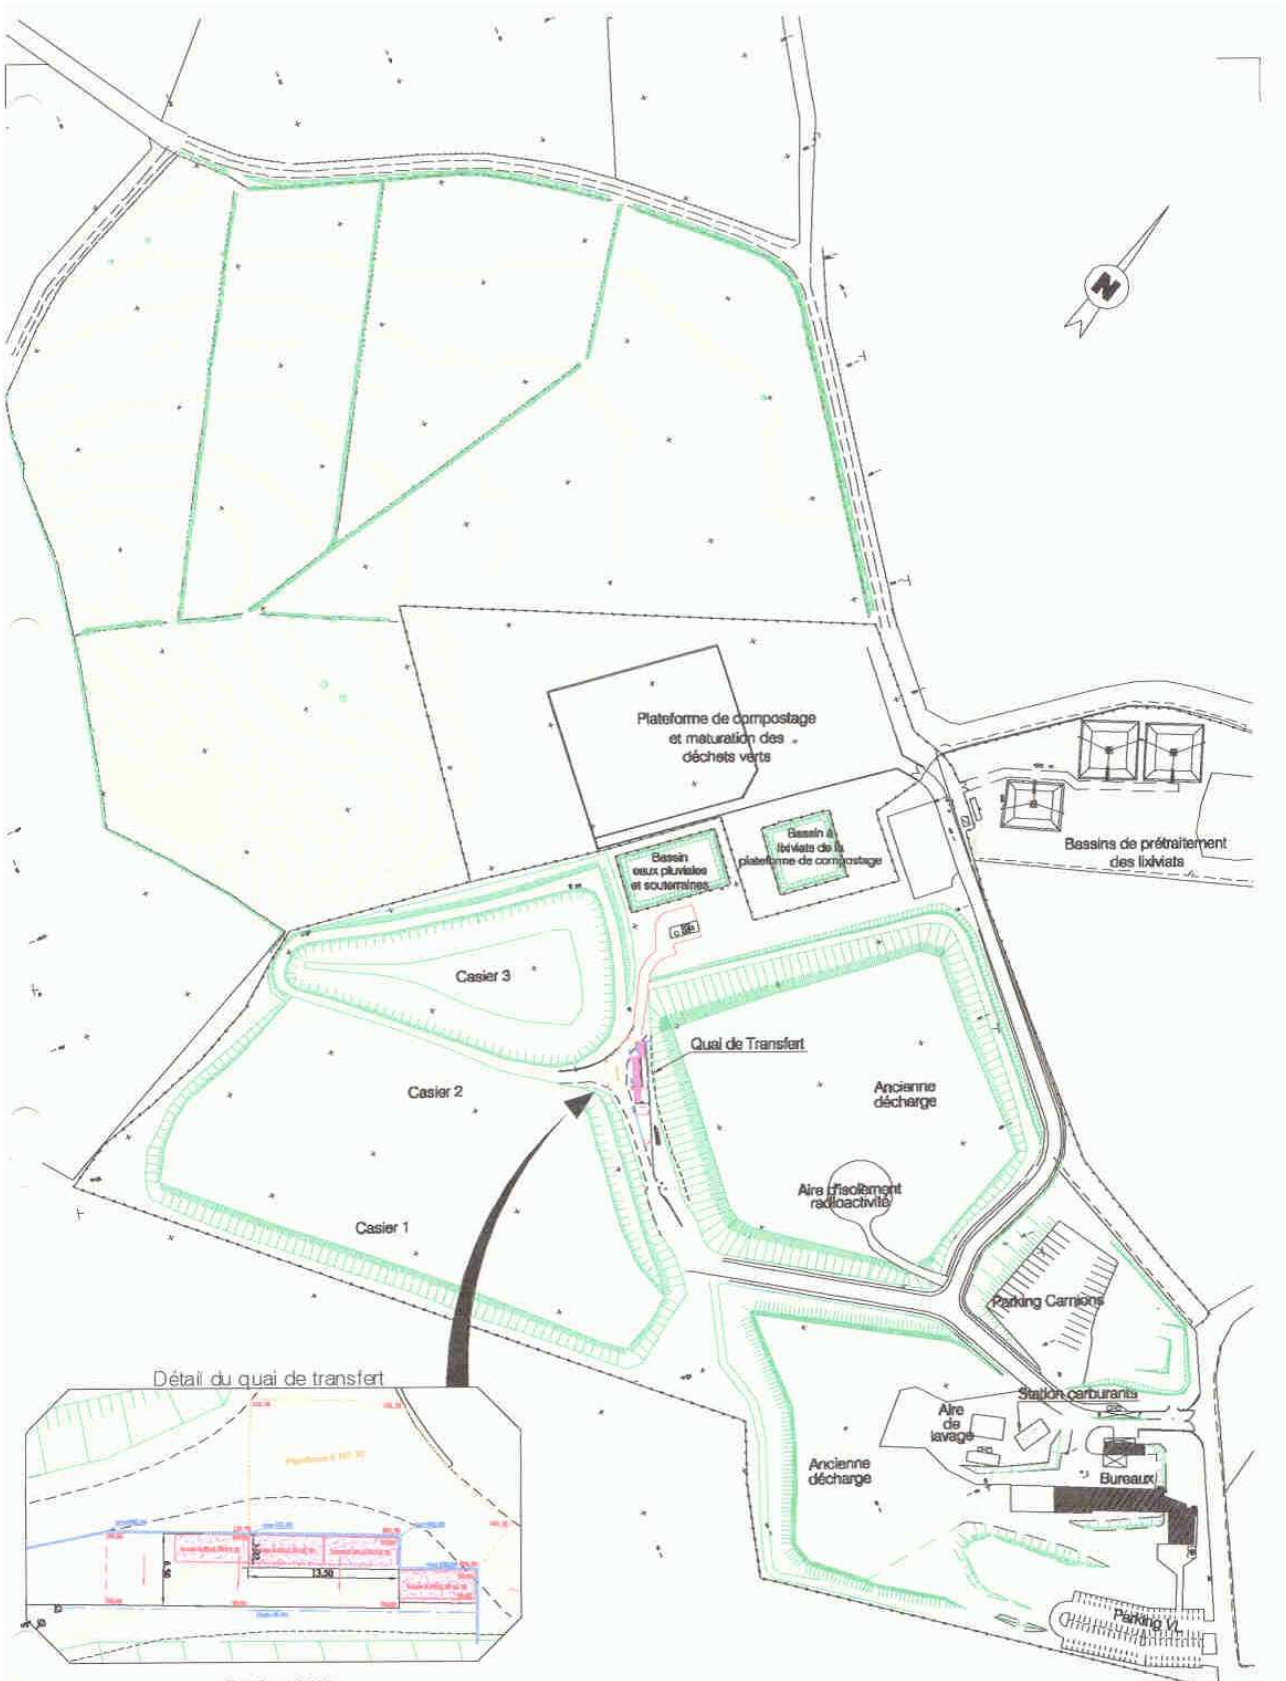 N
Plateforme de compostage
et maturation des
déchets verts
Bassins de prétraitement
des lixiviats
Bassin à
lixiviats de la
plateforme de compostage
Bassin
eaux pluviales
et souterraines
Casier 3
Quai de Transfert
Casier 2
Ancienne
décharge
Aire d'isolement
radioactivité
Casier 1
Parking Camions
Détail du quai de transfert
Station carburants
Aire
de
lavage
Ancienne
décharge
Bureaux
13.50
Parking VL